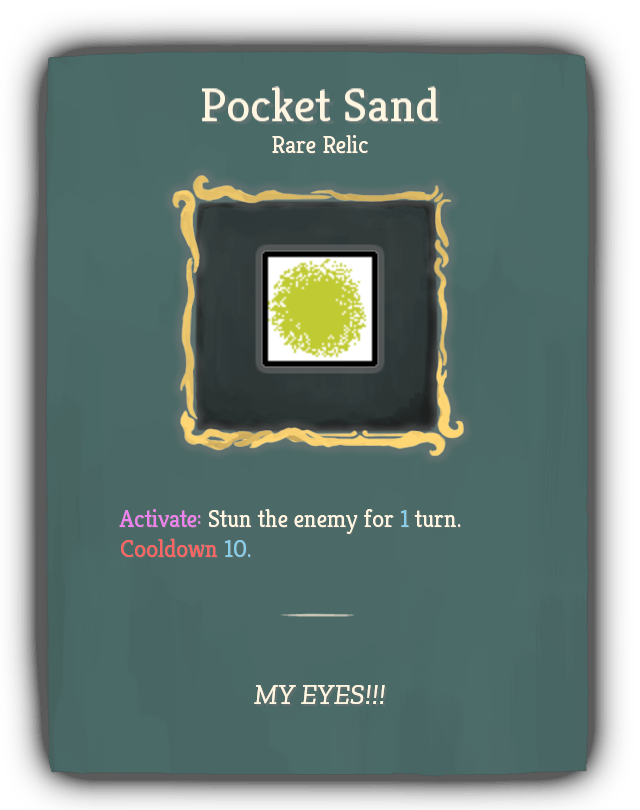 Pocket Sand
Rare Relic
Activate: Stun the enemy for 1 turn.
Cooldown 10.
MY EYES!!!